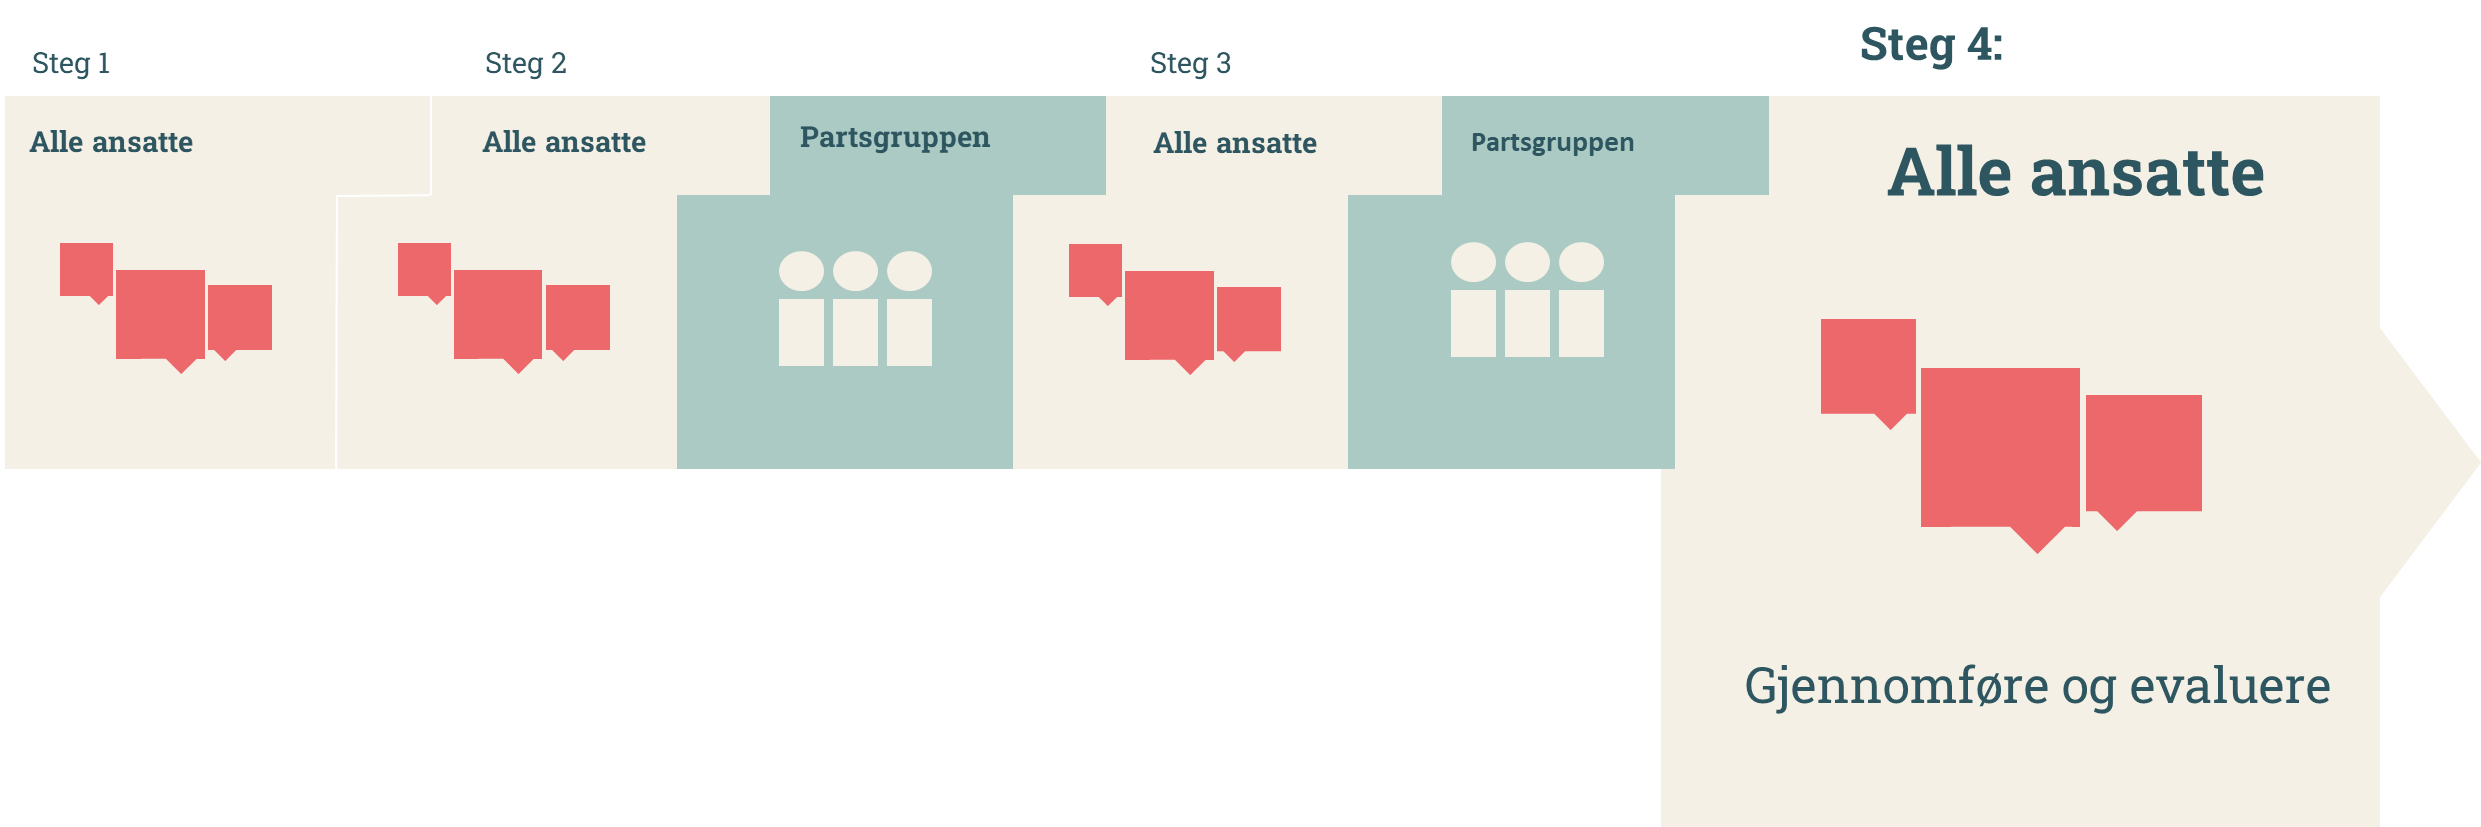 Steg 1
Steg 2
Steg 3
Steg 4:
Alle ansatte
Alle ansatte
Partsgruppen
Alle ansatte
Partsgruppen
Alle ansatte
Gjennomføre og evaluere